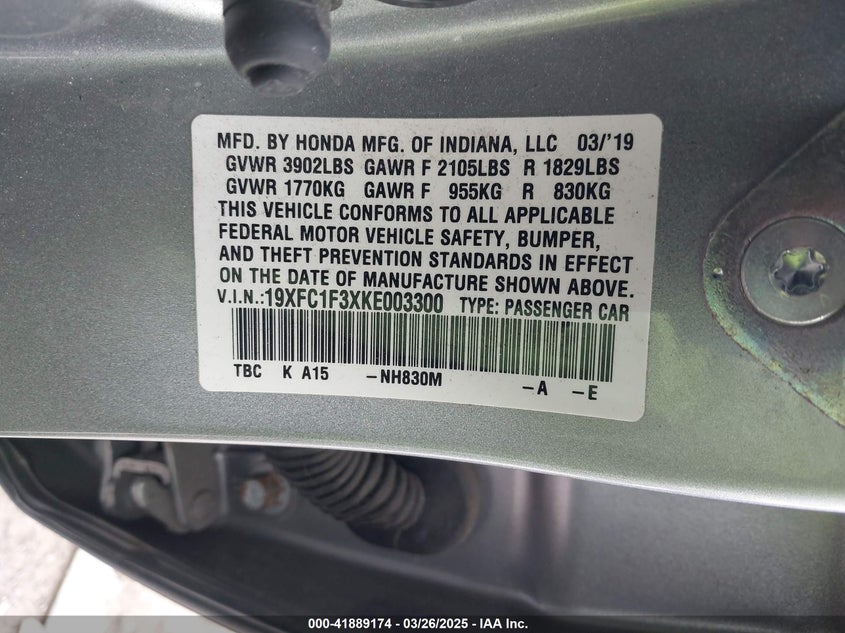 MFD. BY HONDA MFG. OF INDIANA, LLC 03/'19
GVWR 3902LBS GAWR F 2105LBS R 1829LBS
GVWR 1770KG GAWR F 955KG R 830KG
THIS VEHICLE CONFORMS TO ALL APPLICABLE
FEDERAL MOTOR VEHICLE SAFETY, BUMPER,
AND THEFT PREVENTION STANDARDS IN EFFECT
ON THE DATE OF MANUFACTURE SHOWN ABOVE.
V.I.N.:19XFC1F3XKE003300 TYPE: PASSENGER CAR
TBC K A15 -NH830M -A -E
000-41889174 - 03/26/2025 - IAA Inc.